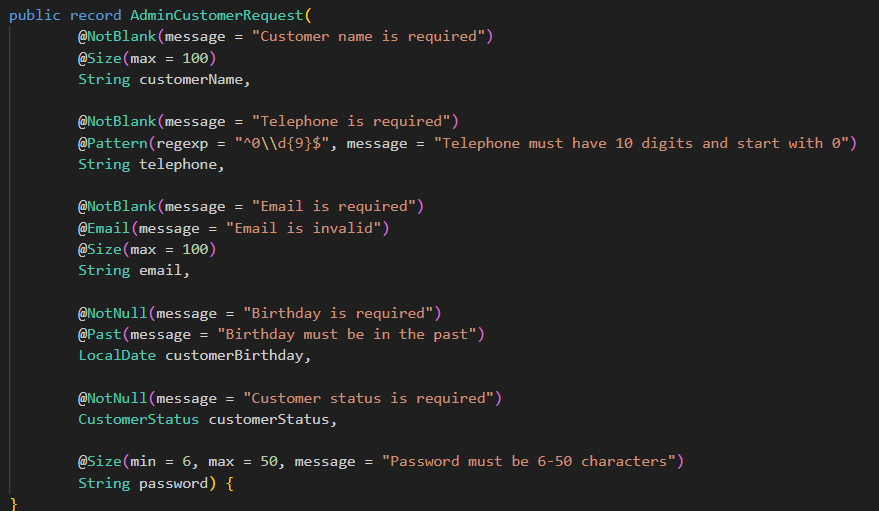 public record AdminCustomerRequest(
@NotBlank(message = "Customer name is required")
@Size(max = 100)
String customerName,
@NotBlank(message = "Telephone is required")
@Pattern(regexp = "^0\\d{9}$", message = "Telephone must have 10 digits and start with 0")
String telephone,
@NotBlank(message = "Email is required")
@Email(message = "Email is invalid")
@Size(max = 100)
String email,
@NotNull(message = "Birthday is required")
@Past(message = "Birthday must be in the past")
LocalDate customerBirthday,
@NotNull(message = "Customer status is required")
CustomerStatus customerStatus,
@Size(min = 6, max = 50, message = "Password must be 6-50 characters")
String password) {
}